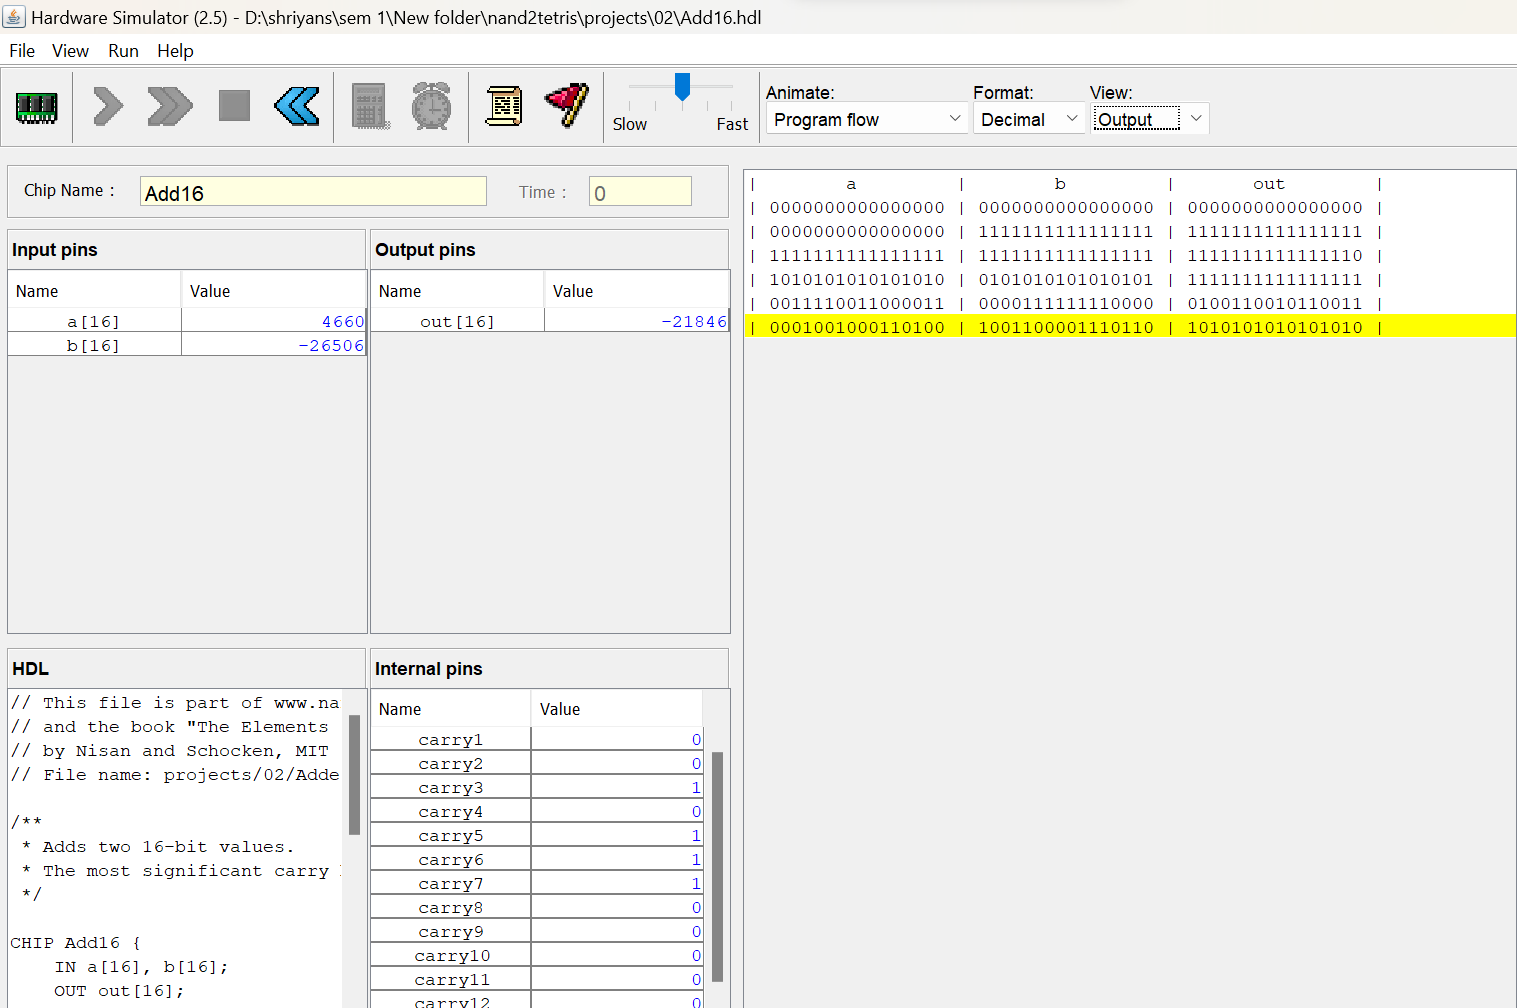 Hardware Simulator (2.5) - D:\shriyans\sem 1\New folder\nand2tetris\projects\02\Add16.hdl
File View Run Help
Slow Fast
Animate: Format: View:
Program flow Decimal Output
Chip Name : Add16 Time : 0
Input pins
Name Value
a[16] 4660
b[16] -26506
Output pins
Name Value
out[16] -21846
HDL
// This file is part of www.na
// and the book "The Elements
// by Nisan and Schocken, MIT
// File name: projects/02/Adde
/**
* Adds two 16-bit values.
* The most significant carry
*/
CHIP Add16 {
IN a[16], b[16];
OUT out[16];
Internal pins
Name Value
carry1 0
carry2 0
carry3 1
carry4 0
carry5 1
carry6 1
carry7 1
carry8 0
carry9 0
carry10 0
carry11 0
carry12 0
| a | b | out |
| 0000000000000000 | 0000000000000000 | 0000000000000000 |
| 0000000000000000 | 1111111111111111 | 1111111111111111 |
| 1111111111111111 | 1111111111111111 | 1111111111111110 |
| 1010101010101010 | 0101010101010101 | 1111111111111111 |
| 0011110011000011 | 0000111111110000 | 0100110010110011 |
| 0001001000110100 | 1001100001110110 | 1010101010101010 |